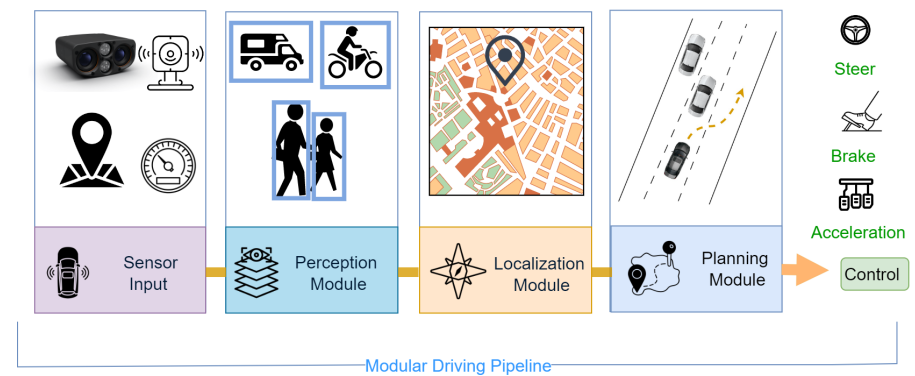 Steer
Brake
Acceleration
Sensor
Input
Perception
Module
Localization
Module
Planning
Module
Control
Modular Driving Pipeline